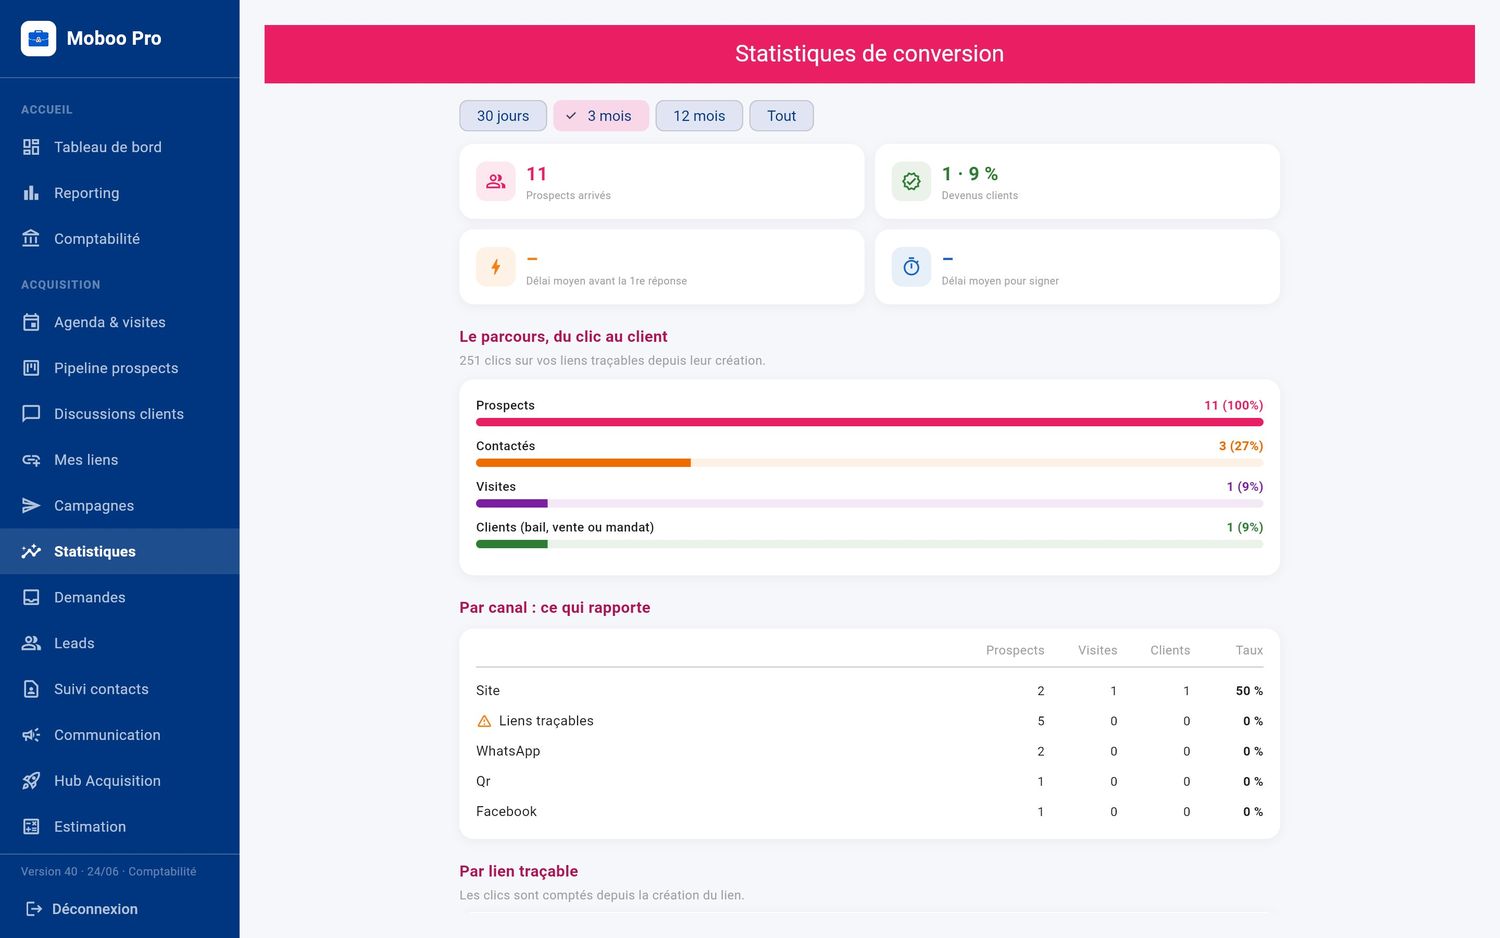 Moboo Pro
ACCUEIL
Tableau de bord
Reporting
Comptabilité
ACQUISITION
Agenda & visites
Pipeline prospects
Discussions clients
Mes liens
Campagnes
Statistiques
Demandes
Leads
Suivi contacts
Communication
Hub Acquisition
Estimation
Version 40 · 24/06 · Comptabilité
Déconnexion
Statistiques de conversion
30 jours 3 mois 12 mois Tout
11
Prospects arrivés
1 · 9 %
Devenus clients
–
Délai moyen avant la 1re réponse
–
Délai moyen pour signer
Le parcours, du clic au client
251 clics sur vos liens traçables depuis leur création.
Prospects 11 (100%)
Contactés 3 (27%)
Visites 1 (9%)
Clients (bail, vente ou mandat) 1 (9%)
Par canal : ce qui rapporte
Prospects Visites Clients Taux
Site 2 1 1 50 %
Liens traçables 5 0 0 0 %
WhatsApp 2 0 0 0 %
Qr 1 0 0 0 %
Facebook 1 0 0 0 %
Par lien traçable
Les clics sont comptés depuis la création du lien.